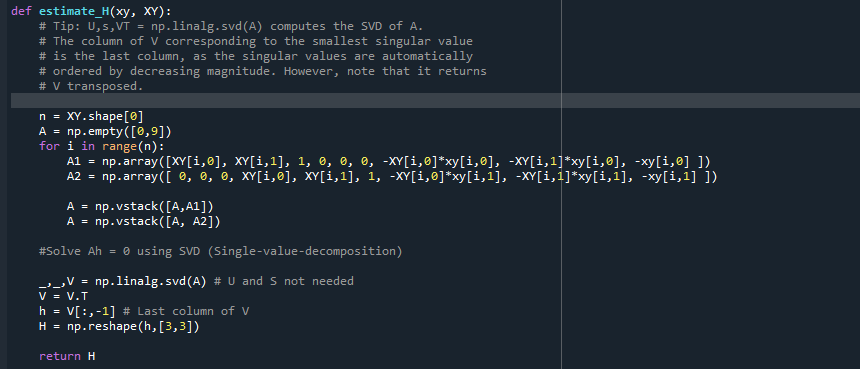 def estimate_H(xy, XY):
# Tip: U,s,VT = np.linalg.svd(A) computes the SVD of A.
# The column of V corresponding to the smallest singular value
# is the last column, as the singular values are automatically
# ordered by decreasing magnitude. However, note that it returns
# V transposed.
n = XY.shape[0]
A = np.empty([0,9])
for i in range(n):
A1 = np.array([XY[i,0], XY[i,1], 1, 0, 0, 0, -XY[i,0]*xy[i,0], -XY[i,1]*xy[i,0], -xy[i,0] ])
A2 = np.array([ 0, 0, 0, XY[i,0], XY[i,1], 1, -XY[i,0]*xy[i,1], -XY[i,1]*xy[i,1], -xy[i,1] ])
A = np.vstack([A,A1])
A = np.vstack([A, A2])
#Solve Ah = 0 using SVD (Single-value-decomposition)
_,_,V = np.linalg.svd(A) # U and S not needed
V = V.T
h = V[:,-1] # Last column of V
H = np.reshape(h,[3,3])
return H